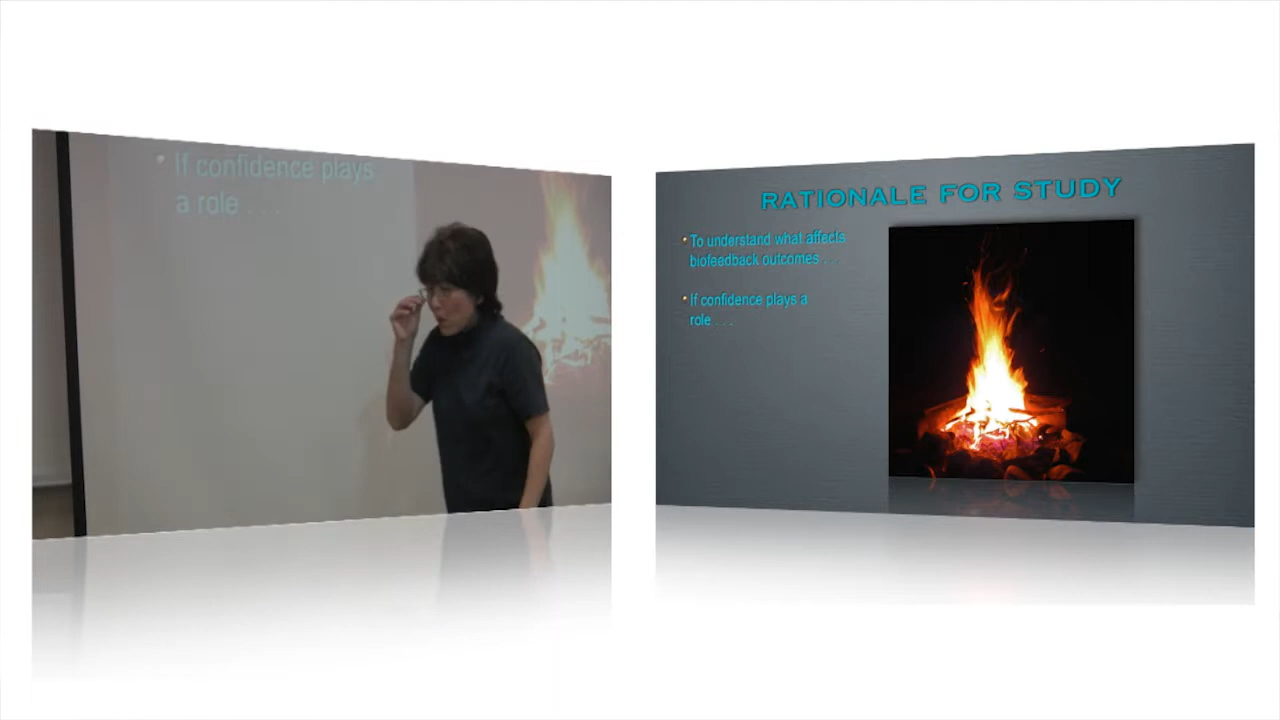 • If confidence plays
a role . . .
RATIONALE FOR STUDY
• To understand what affects
biofeedback outcomes . . .
• If confidence plays a
role . . .